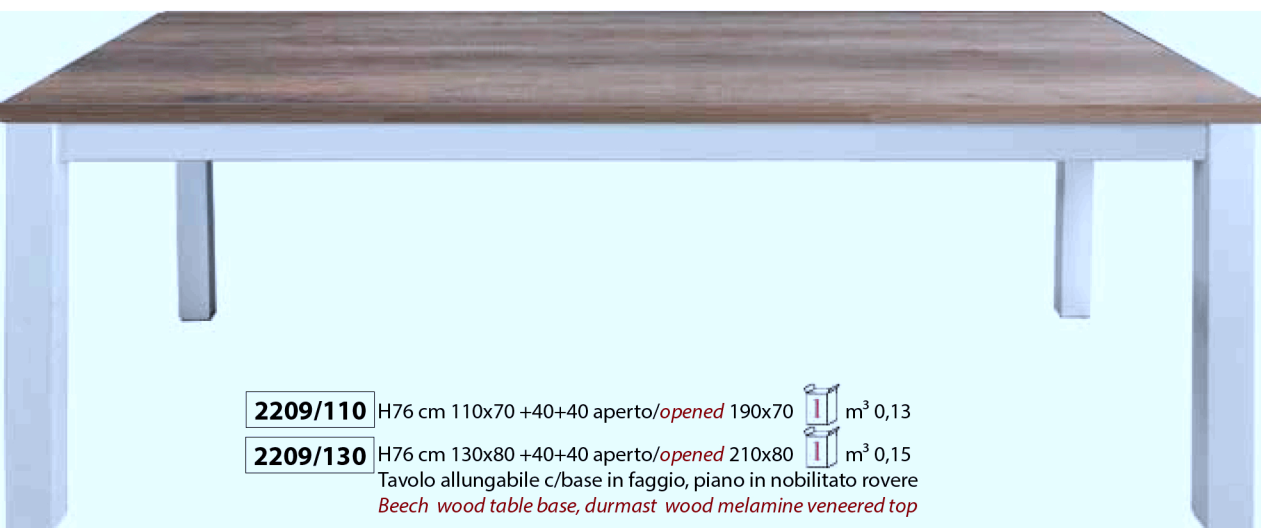 2209/110 H76 cm 110x70 +40+40 aperto/opened 190x70 1 m³ 0,13
2209/130 H76 cm 130x80 +40+40 aperto/opened 210x80 1 m³ 0,15
Tavolo allungabile c/base in faggio, piano in nobilitato rovere
Beech wood table base, durmast wood melamine veneered top